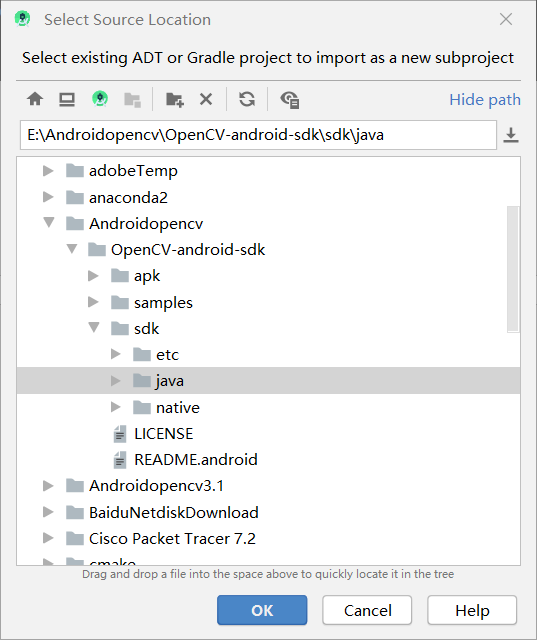 Select Source Location
Select existing ADT or Gradle project to import as a new subproject
Hide path
E:\Androidopencv\OpenCV-android-sdk\sdk\java
adobeTemp
anaconda2
Androidopencv
OpenCV-android-sdk
apk
samples
sdk
etc
java
native
LICENSE
README.android
Androidopencv3.1
BaiduNetdiskDownload
Cisco Packet Tracer 7.2
cmake
Drag and drop a file into the space above to quickly locate it in the tree
OK
Cancel
Help